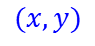 (x, y)